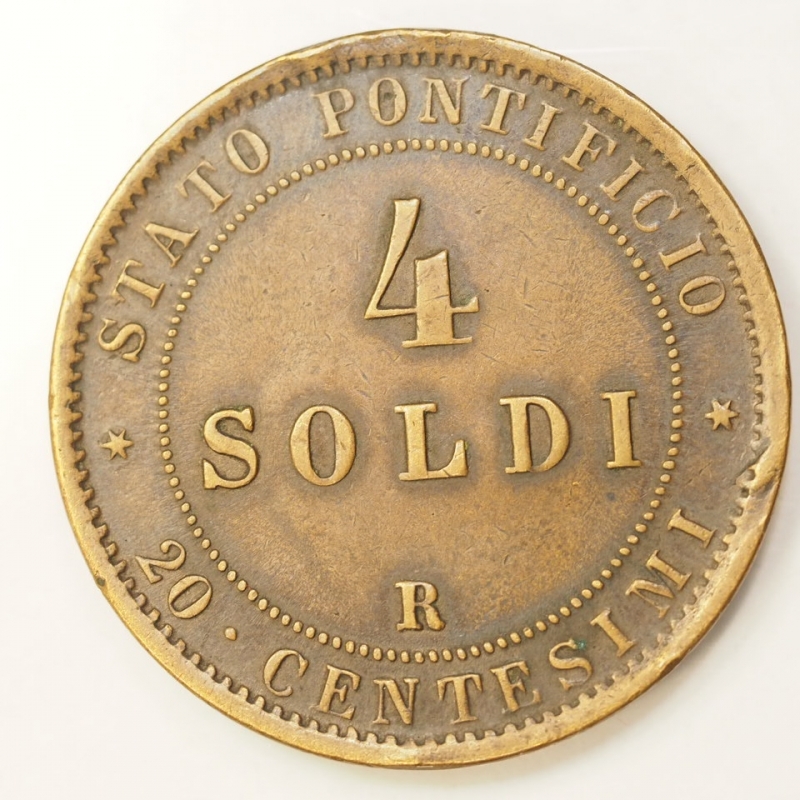 STATO PONTIFICIO
4
SOLDI
R
20 · CENTESIMI